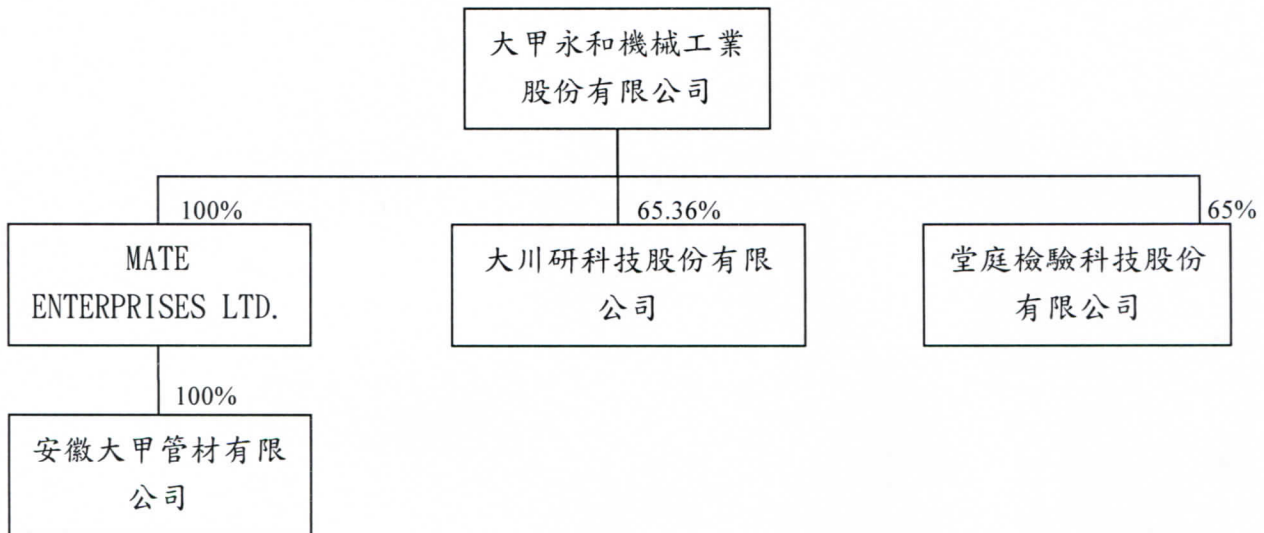 大甲永和機械工業
股份有限公司
100%
65.36%
65%
MATE
ENTERPRISES LTD.
大川研科技股份有限
公司
堂庭檢驗科技股份
有限公司
100%
安徽大甲管材有限
公司